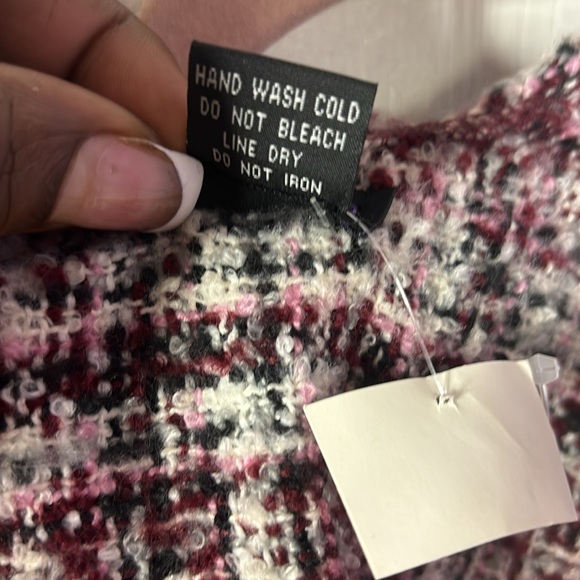 HAND WASH COLD
DO NOT BLEACH
LINE DRY
DO NOT IRON